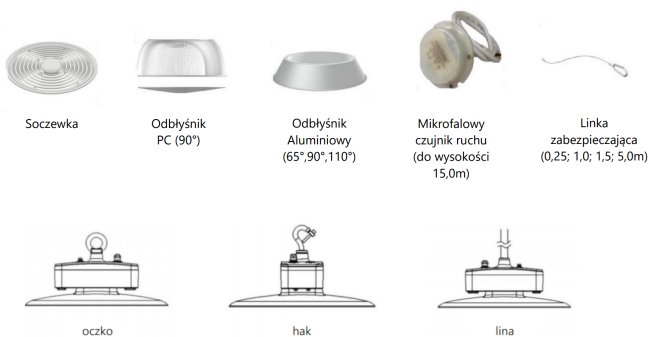 Soczewka
Odbłyśnik
PC (90°)
Odbłyśnik
Aluminiowy
(65°,90°,110°)
Mikrofalowy
czujnik ruchu
(do wysokości
15,0m)
Linka
zabezpieczająca
(0,25; 1,0; 1,5; 5,0m)
oczko
hak
lina